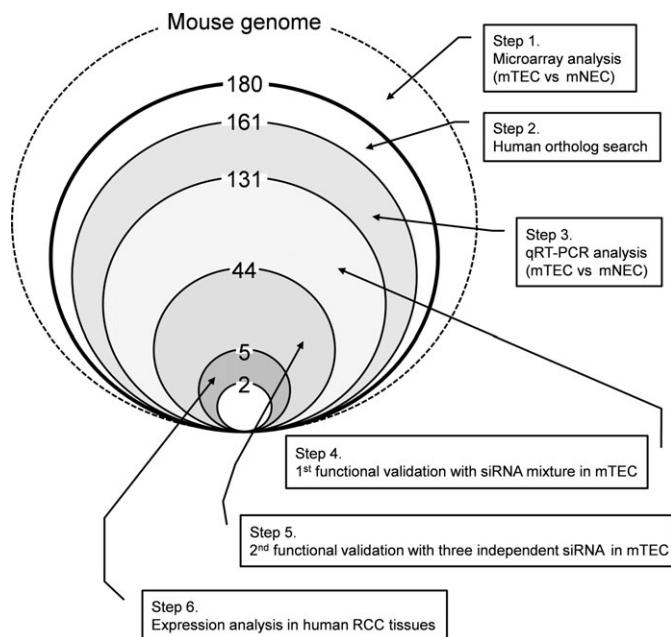 Mouse genome
180
161
131
44
5
2
Step 1.
Microarray analysis
(mTEC vs mNEC)
Step 2.
Human ortholog search
Step 3.
qRT-PCR analysis
(mTEC vs mNEC)
Step 4.
1st functional validation with siRNA mixture in mTEC
Step 5.
2nd functional validation with three independent siRNA in mTEC
Step 6.
Expression analysis in human RCC tissues